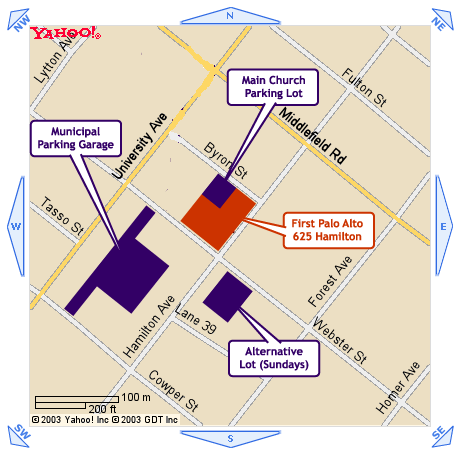 NW
N
NE
YAHOO!
Lytton Ave
Main Church
Parking Lot
Fulton St
Municipal
Parking Garage
University Ave
Middlefield Rd
Byron St
Tasso St
First Palo Alto
625 Hamilton
W
E
Forest Ave
Hamilton Ave
Lane 39
Webster St
Alternative
Lot (Sundays)
Cowper St
Homer Ave
100 m
200 ft
© 2003 Yahoo! Inc © 2003 GDT Inc
SW
S
SE